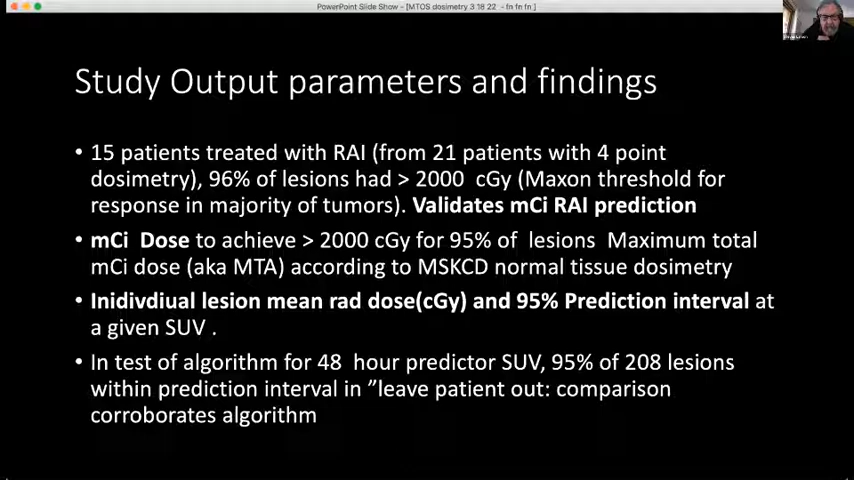 PowerPoint Slide Show - [MTOS dosimetry 3 18 22 - fn fn fn ]
Study Output parameters and findings
• 15 patients treated with RAI (from 21 patients with 4 point
dosimetry), 96% of lesions had > 2000 cGy (Maxon threshold for
response in majority of tumors). Validates mCi RAI prediction
• mCi Dose to achieve > 2000 cGy for 95% of lesions Maximum total
mCi dose (aka MTA) according to MSKCD normal tissue dosimetry
• Inidivdiual lesion mean rad dose(cGy) and 95% Prediction interval at
a given SUV .
• In test of algorithm for 48 hour predictor SUV, 95% of 208 lesions
within prediction interval in ”leave patient out: comparison
corroborates algorithm